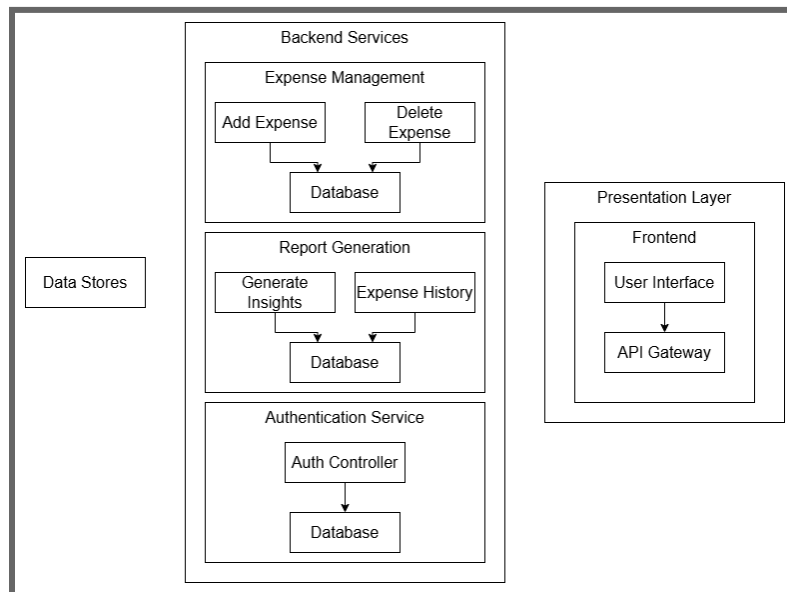 Backend Services
Expense Management
Add Expense
Delete
Expense
Database
Report Generation
Generate
Insights
Expense History
Database
Authentication Service
Auth Controller
Database
Data Stores
Presentation Layer
Frontend
User Interface
API Gateway